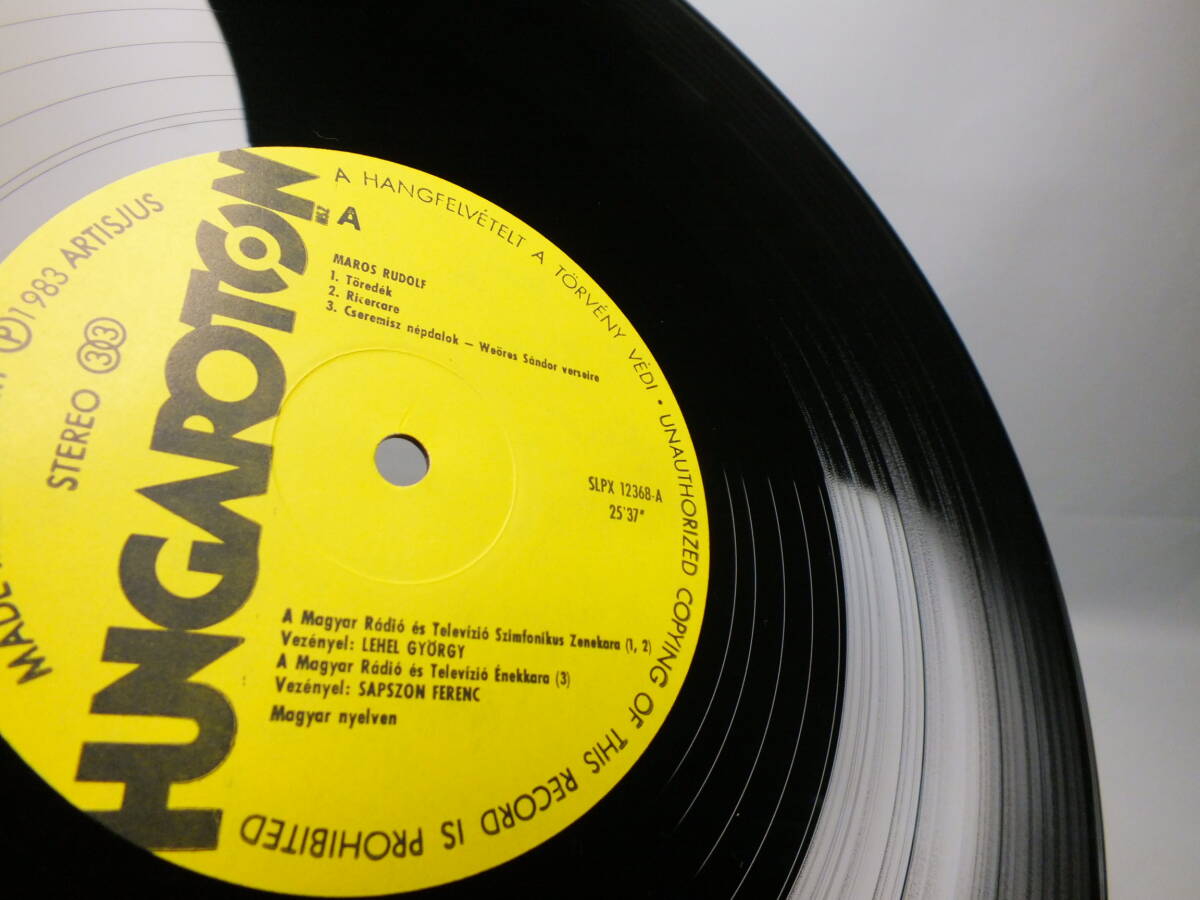 HUNGAROTON
MSZ
A
MAROS RUDOLF
1. Töredék
2. Ricercare
3. Cseremisz népdalok – Weöres Sándor verseire
STEREO 33
SLPX 12368-A
25'37"
A Magyar Rádió és Televízió Szimfonikus Zenekara (1, 2)
Vezényel: LEHEL GYÖRGY
A Magyar Rádió és Televízió Énekkara (3)
Vezényel: SAPSZON FERENC
Magyar nyelven
MADE
℗ 1983 ARTISJUS
A HANGFELVÉTELT A TÖRVÉNY VÉDI • UNAUTHORIZED COPYING OF THIS RECORD IS PROHIBITED